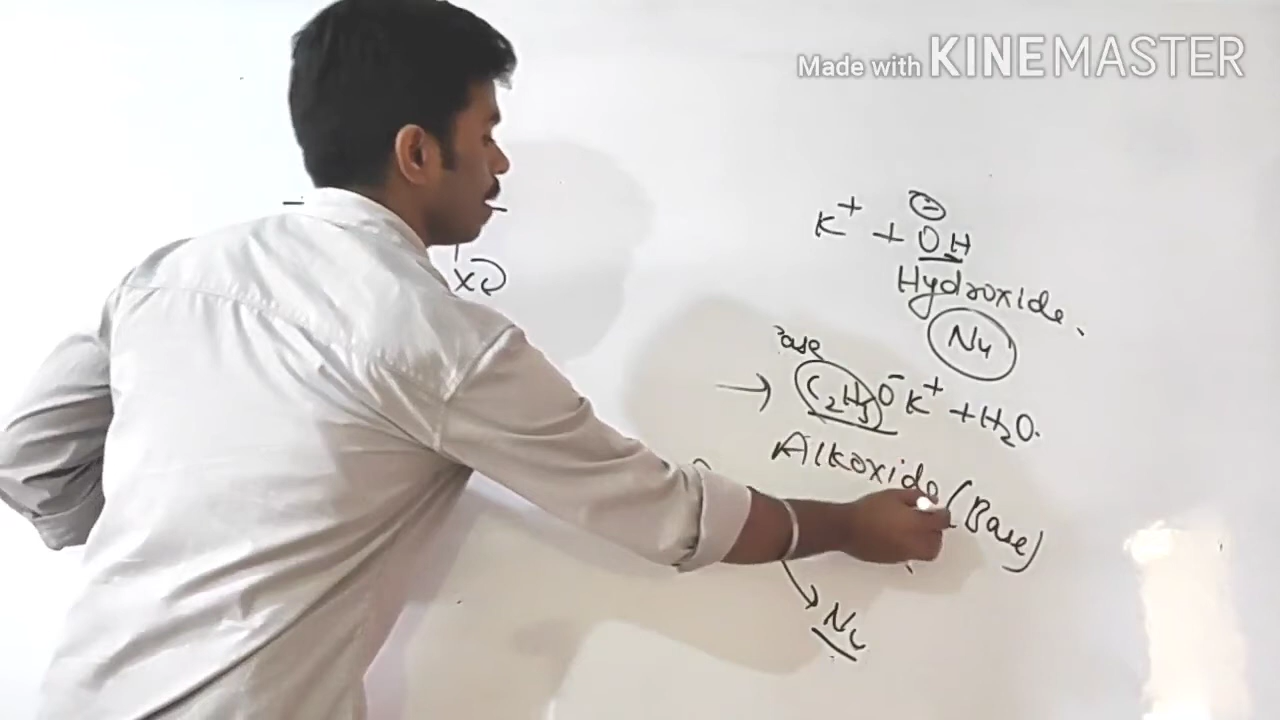 Made with KINEMASTER
K⁺ + O⁻H
Hydroxide.
Nu
Base
→ C₂H₅O⁻K⁺ + H₂O.
Alkoxide (Base)
Nu
X